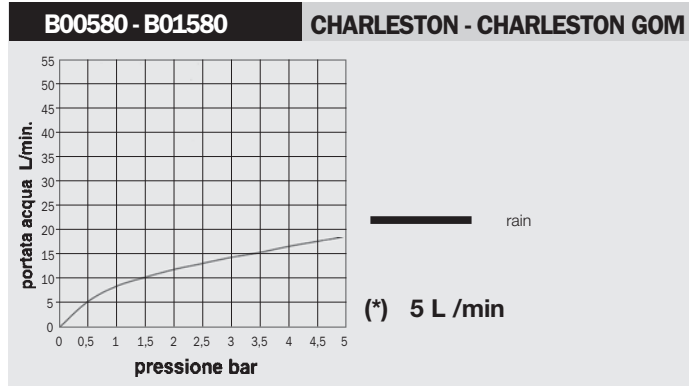 B00580 - B01580 CHARLESTON - CHARLESTON GOM
55
50
45
40
35
30
25
20
15
10
5
0
portata acqua L/min.
0 0,5 1 1,5 2 2,5 3 3,5 4 4,5 5
pressione bar
rain
(*) 5 L /min